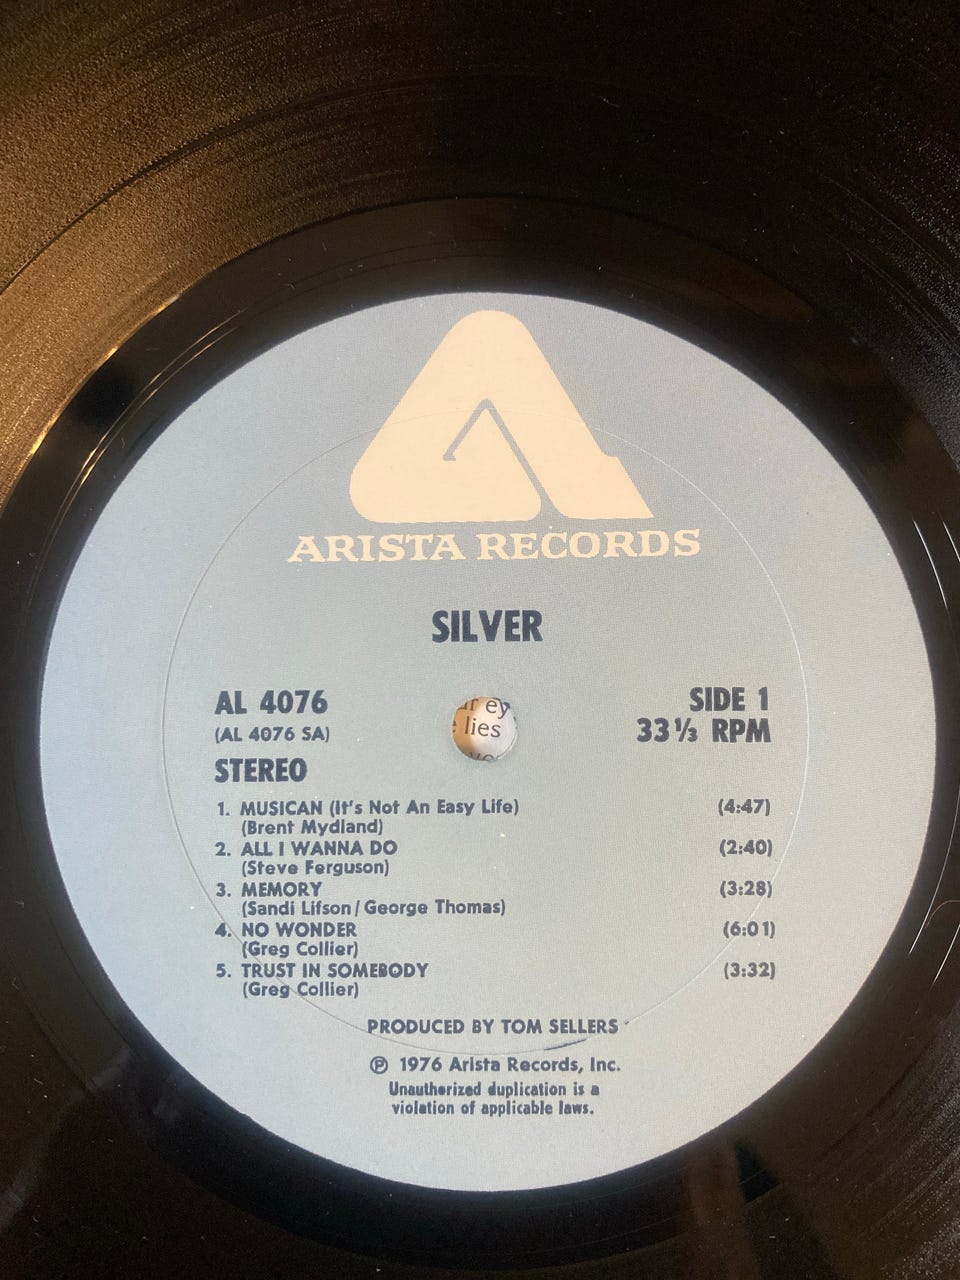 ARISTA RECORDS
SILVER
AL 4076
SIDE 1
(AL 4076 SA)
33⅓ RPM
STEREO
ey
lies
1. MUSICAN (It's Not An Easy Life) (4:47)
(Brent Mydland)
2. ALL I WANNA DO (2:40)
(Steve Ferguson)
3. MEMORY (3:28)
(Sandi Lifson/George Thomas)
4. NO WONDER (6:01)
(Greg Collier)
5. TRUST IN SOMEBODY (3:32)
(Greg Collier)
PRODUCED BY TOM SELLERS
℗ 1976 Arista Records, Inc.
Unauthorized duplication is a
violation of applicable laws.